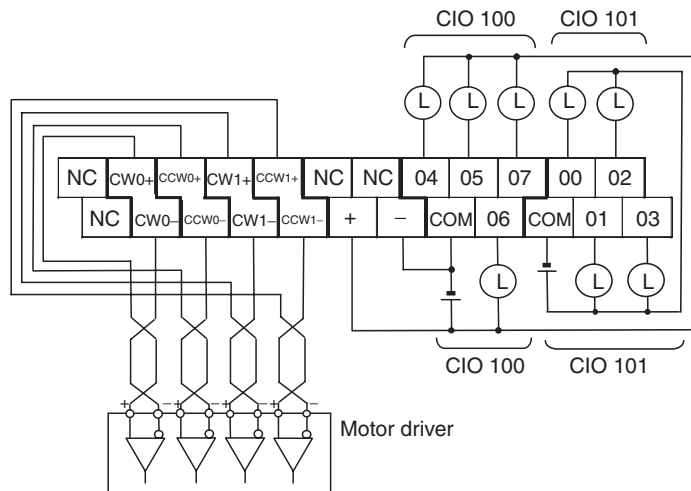 CIO 100 CIO 101
L L L L L
NC CW0+ CCW0+ CW1+ CCW1+ NC NC 04 05 07 00 02
NC CW0− CCW0− CW1− CCW1− + − COM 06 COM 01 03
L L L
CIO 100 CIO 101
+ − + − + − + −
Motor driver